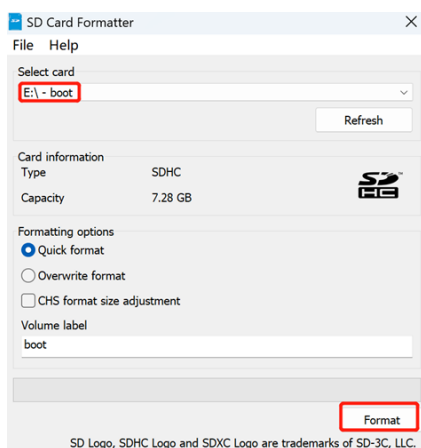 SD Card Formatter
File Help
Select card
E:\ - boot
Refresh
Card information
Type SDHC
Capacity 7.28 GB
SD HC
Formatting options
Quick format
Overwrite format
CHS format size adjustment
Volume label
boot
Format
SD Logo, SDHC Logo and SDXC Logo are trademarks of SD-3C, LLC.